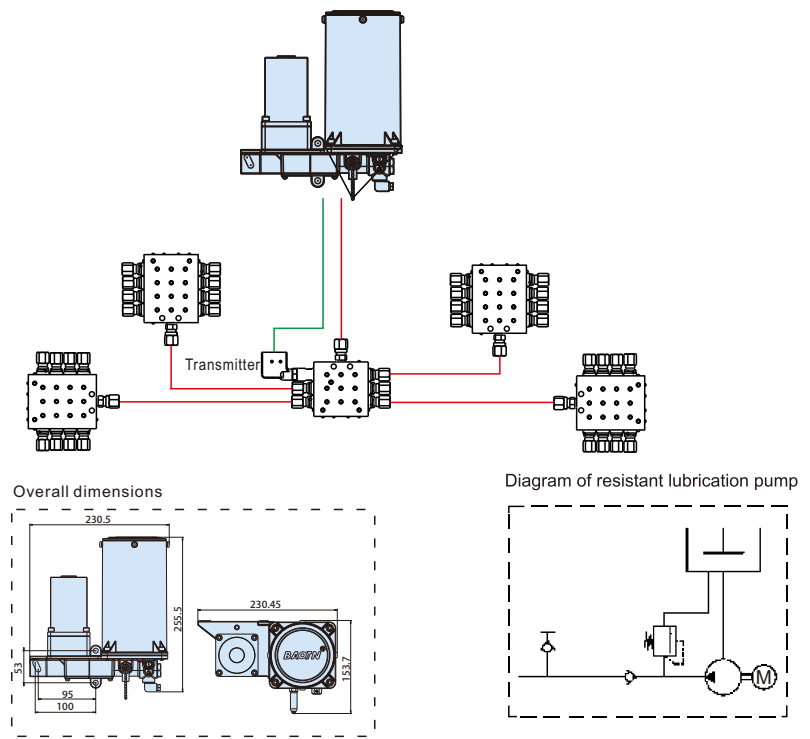 Transmitter
Overall dimensions
Diagram of resistant lubrication pump
230.5
255.5
53
95
100
230.45
153.7
BAOTN
M